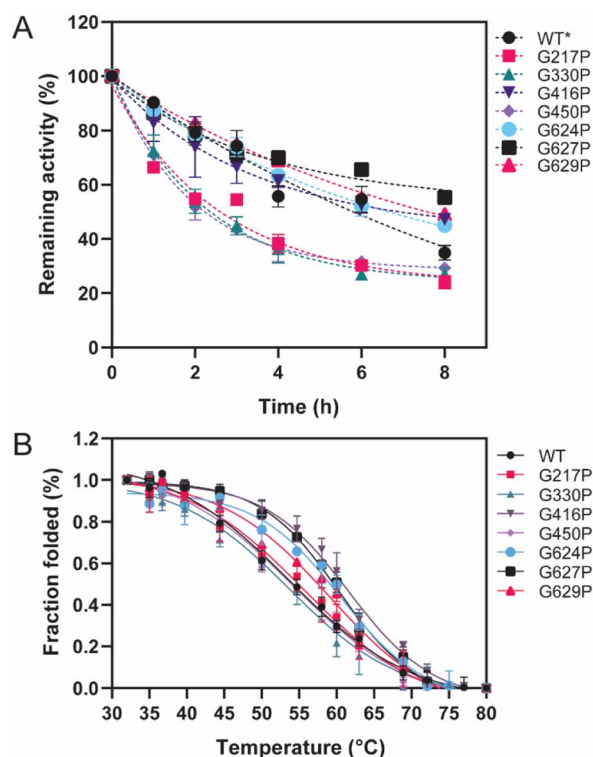 A
Remaining activity (%)
120
100
80
60
40
20
0
0 2 4 6 8
Time (h)
WT*
G217P
G330P
G416P
G450P
G624P
G627P
G629P
B
Fraction folded (%)
1.2
1.0
0.8
0.6
0.4
0.2
0.0
30 35 40 45 50 55 60 65 70 75 80
Temperature (°C)
WT
G217P
G330P
G416P
G450P
G624P
G627P
G629P